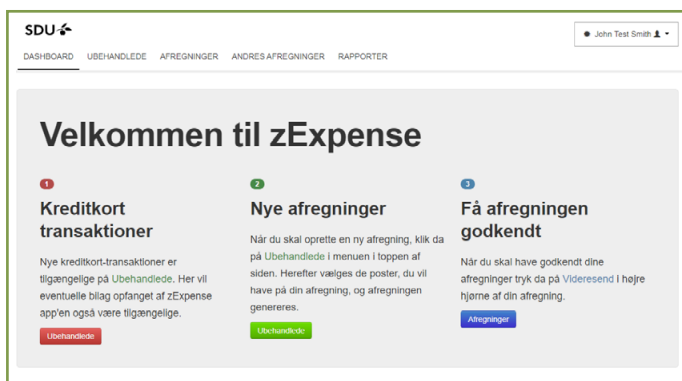 SDU
John Test Smith
DASHBOARD UBEHANDLEDE AFREGNINGER ANDRES AFREGNINGER RAPPORTER
Velkommen til zExpense
1
Kreditkort
transaktioner
Nye kreditkort-transaktioner er
tilgængelige på Ubehandlede. Her vil
eventuelle bilag opfanget af zExpense
app'en også være tilgængelige.
Ubehandlede
2
Nye afregninger
Når du skal oprette en ny afregning, klik da
på Ubehandlede i menuen i toppen af
siden. Herefter vælges de poster, du vil
have på din afregning, og afregningen
genereres.
Ubehandlede
3
Få afregningen
godkendt
Når du skal have godkendt dine
afregninger tryk da på Videresend i højre
hjørne af din afregning.
Afregninger